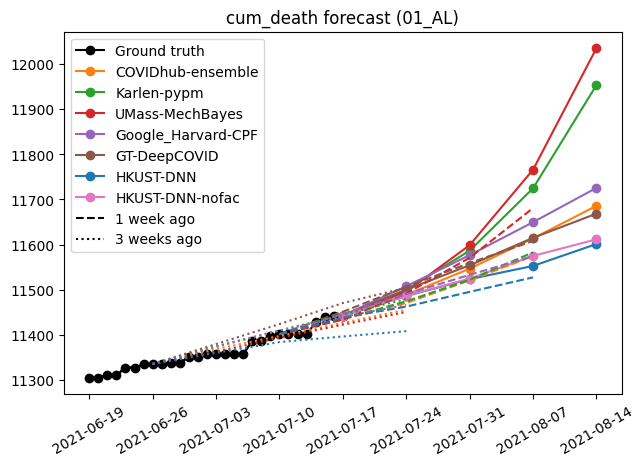 cum_death forecast (01_AL)
12000
11900
11800
11700
11600
11500
11400
11300
Ground truth
COVIDhub-ensemble
Karlen-pypm
UMass-MechBayes
Google_Harvard-CPF
GT-DeepCOVID
HKUST-DNN
HKUST-DNN-nofac
1 week ago
3 weeks ago
2021-06-19
2021-06-26
2021-07-03
2021-07-10
2021-07-17
2021-07-24
2021-07-31
2021-08-07
2021-08-14